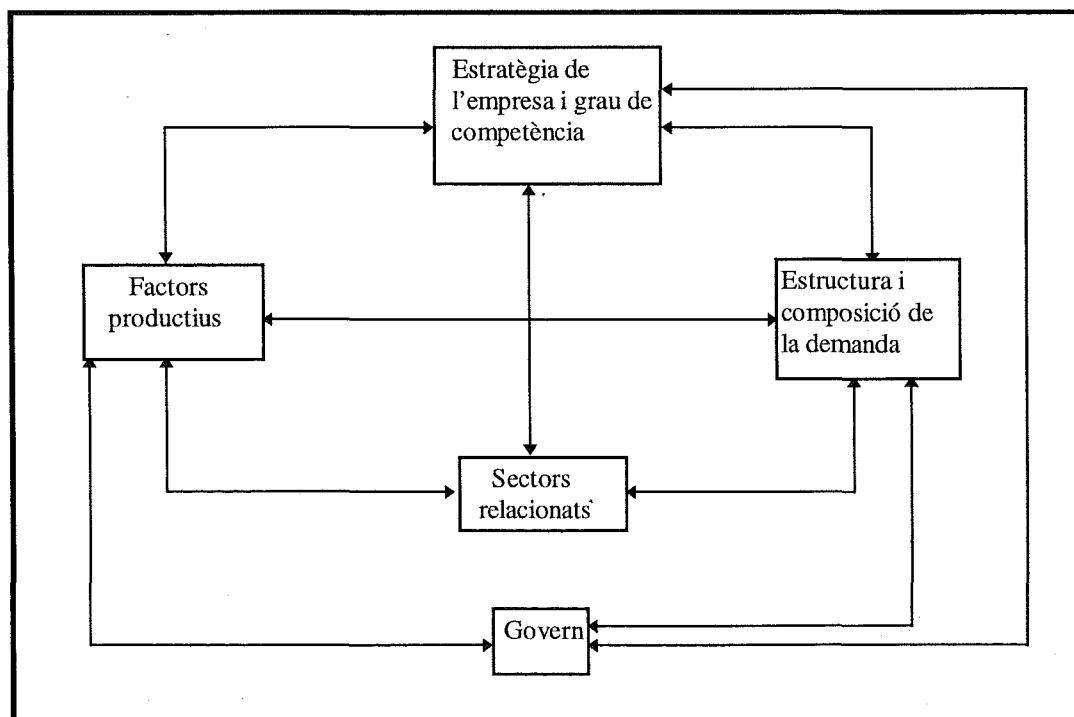 Estratègia de
l'empresa i grau de
competència
Factors
productius
Estructura i
composició de
la demanda
Sectors
relacionats
Govern